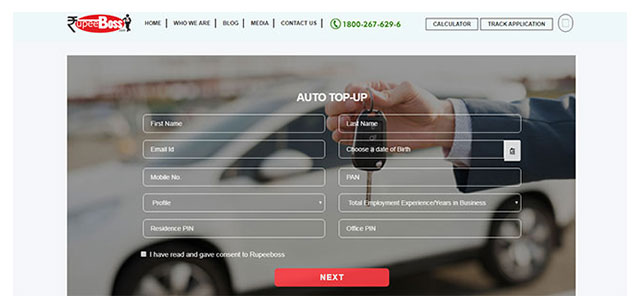 ₹upeeBoss.com
HOME | WHO WE ARE | BLOG | MEDIA | CONTACT US | 1800-267-629-6
CALCULATOR TRACK APPLICATION
AUTO TOP-UP
First Name Last Name
Email Id Choose a date of Birth
Mobile No. PAN
Profile Total Employment Experience/Years in Business
Residence PIN Office PIN
I have read and gave consent to Rupeeboss
NEXT